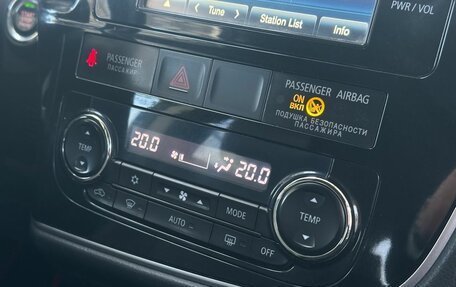 Tune
Station List
Info
PWR / VOL
PASSENGER
ПАССАЖИР
PASSENGER AIRBAG
ON
ВКЛ
ПОДУШКА БЕЗОПАСНОСТИ
ПАССАЖИРА
20.0
20.0
TEMP
TEMP
MODE
AUTO
OFF